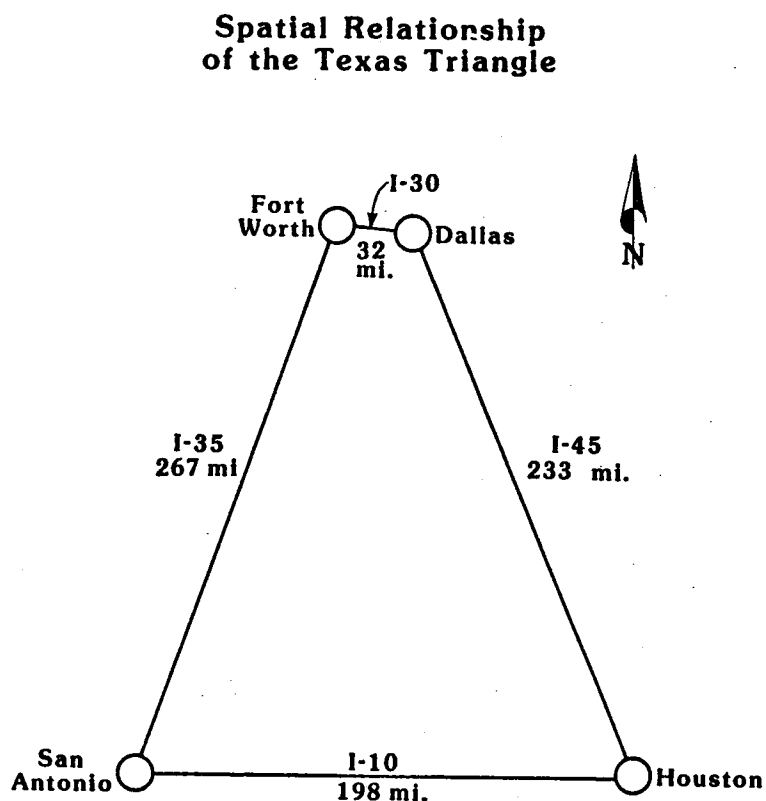 Spatial Relationship
of the Texas Triangle
I-30
Fort
Worth
Dallas
32
mi.
N
I-35
267 mi
I-45
233 mi.
San
Antonio
I-10
198 mi.
Houston